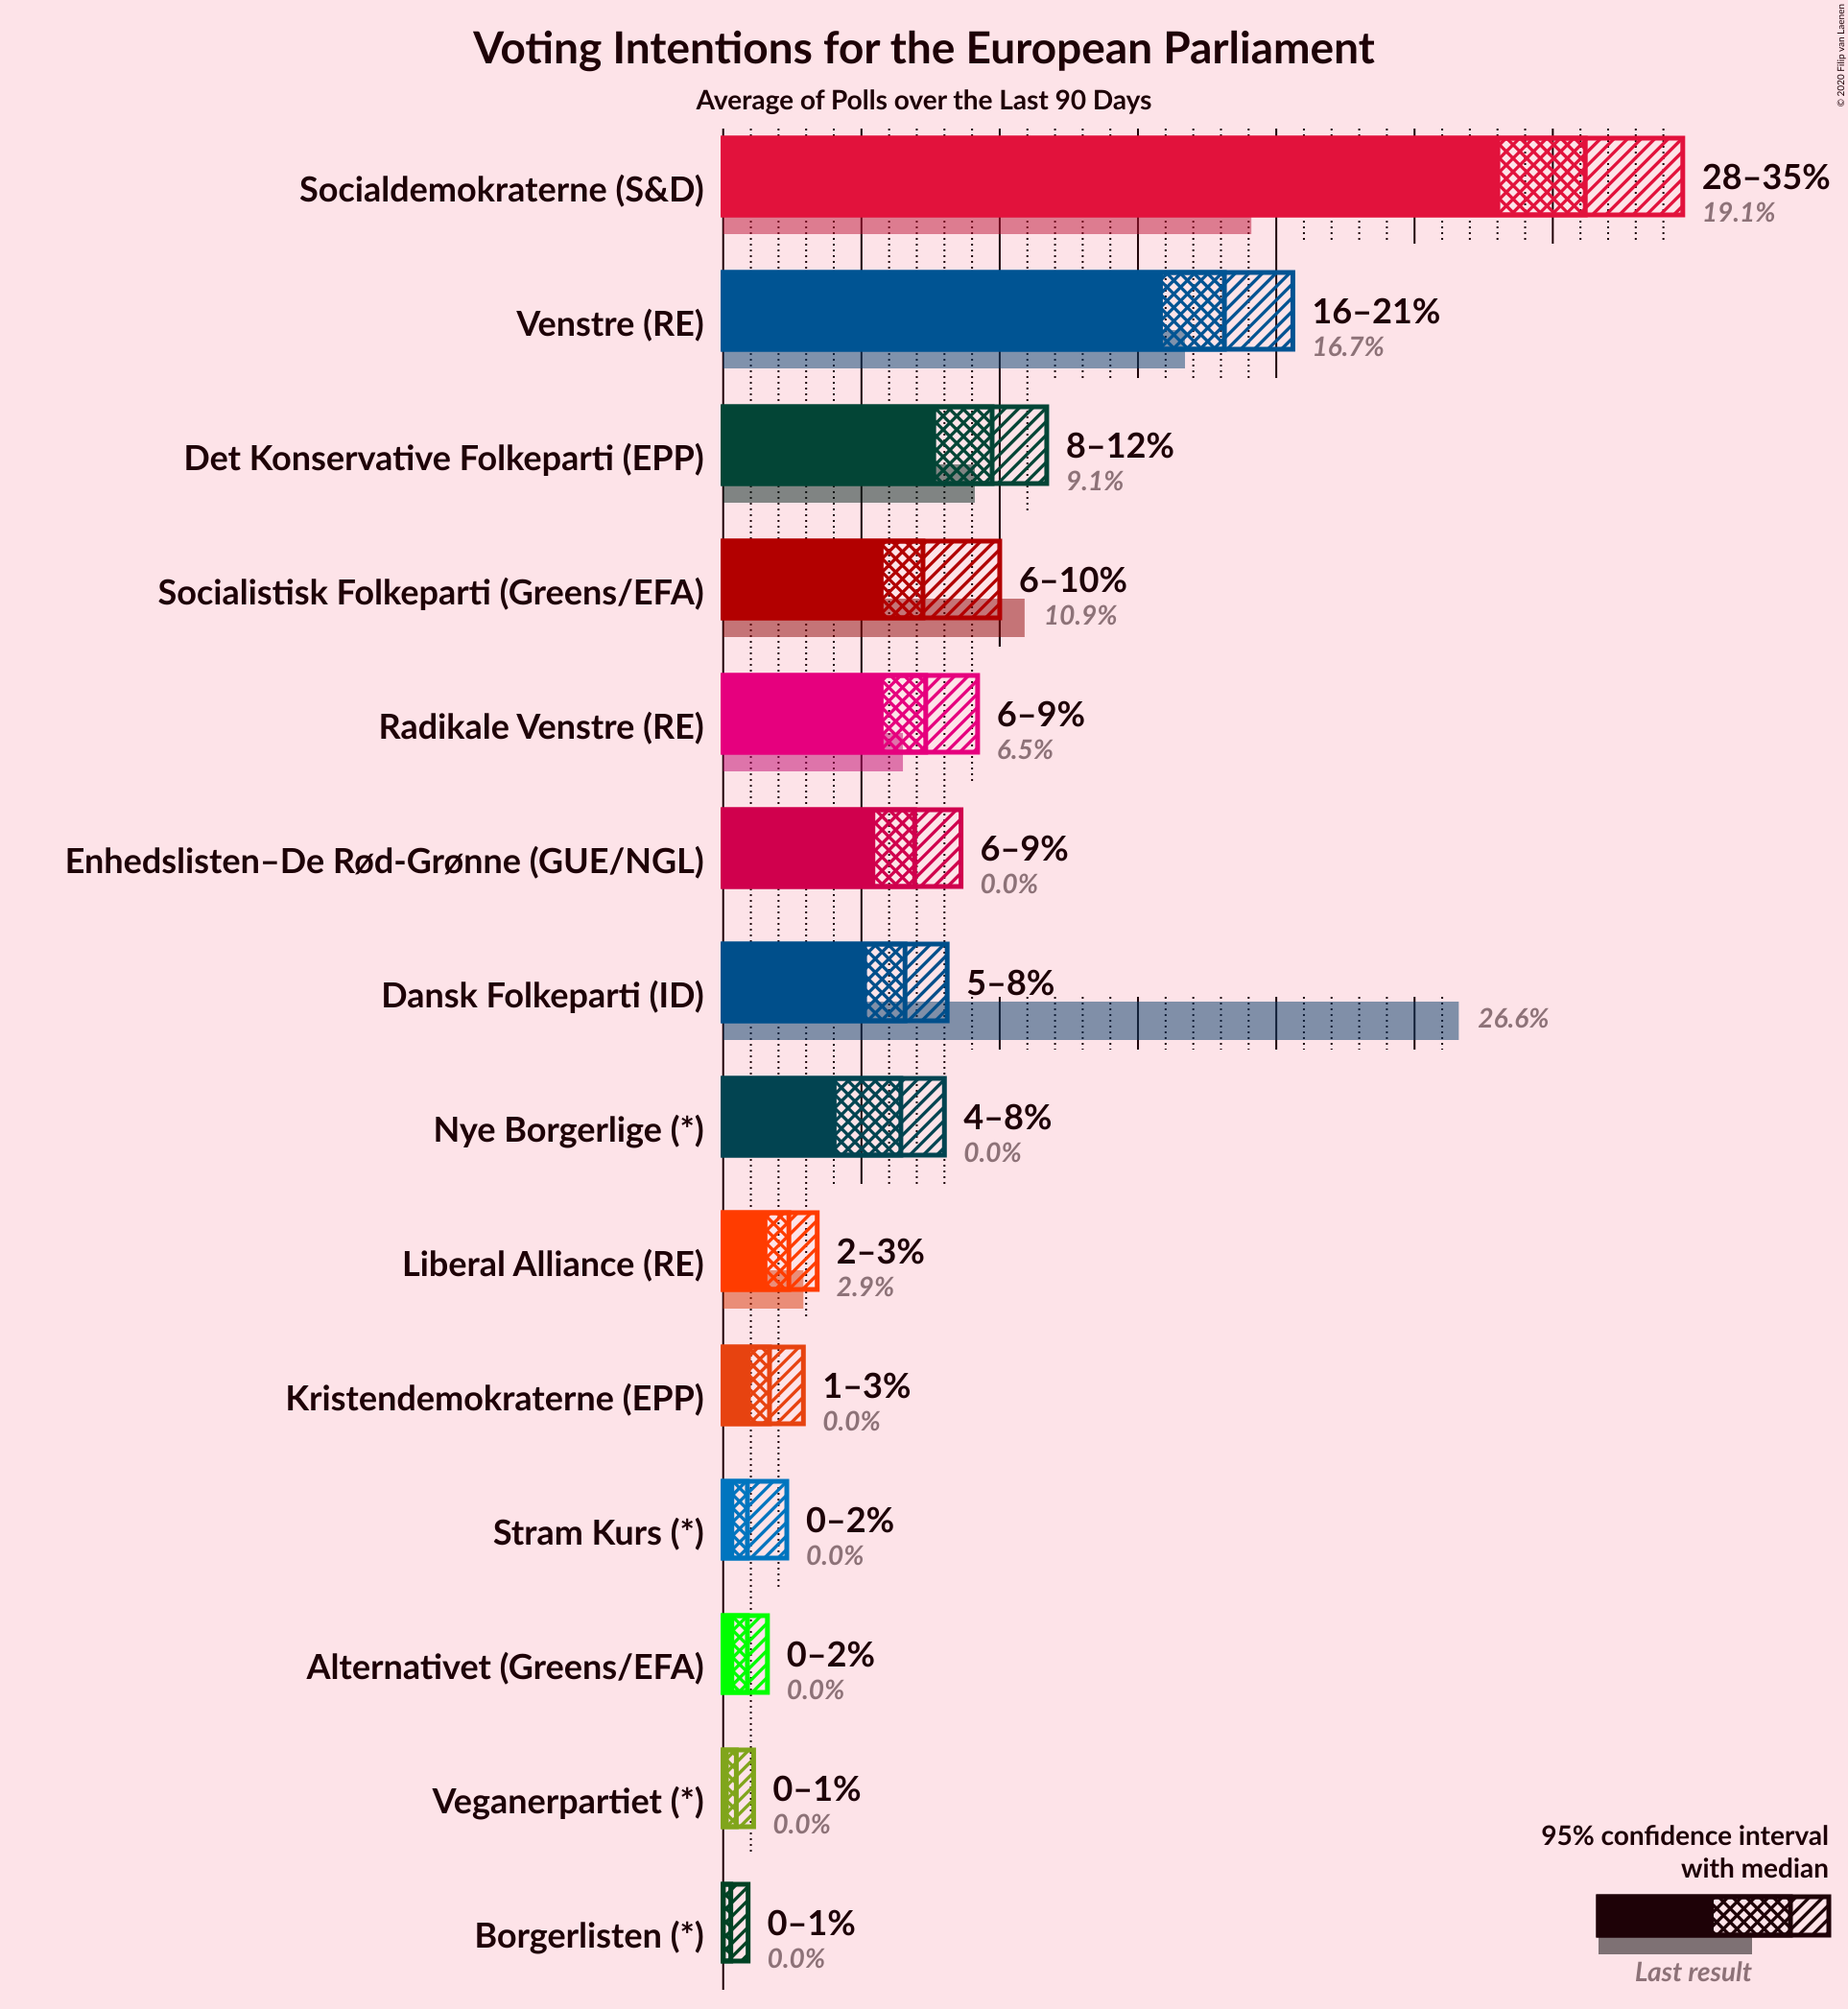 Voting Intentions for the European Parliament
Average of Polls over the Last 90 Days
© 2020 Filip van Laenen
Socialdemokraterne (S&D)
28–35%
19.1%
Venstre (RE)
16–21%
16.7%
Det Konservative Folkeparti (EPP)
8–12%
9.1%
Socialistisk Folkeparti (Greens/EFA)
6–10%
10.9%
Radikale Venstre (RE)
6–9%
6.5%
Enhedslisten–De Rød-Grønne (GUE/NGL)
6–9%
0.0%
Dansk Folkeparti (ID)
5–8%
26.6%
Nye Borgerlige (*)
4–8%
0.0%
Liberal Alliance (RE)
2–3%
2.9%
Kristendemokraterne (EPP)
1–3%
0.0%
Stram Kurs (*)
0–2%
0.0%
Alternativet (Greens/EFA)
0–2%
0.0%
Veganerpartiet (*)
0–1%
0.0%
Borgerlisten (*)
0–1%
0.0%
95% confidence interval
with median
Last result